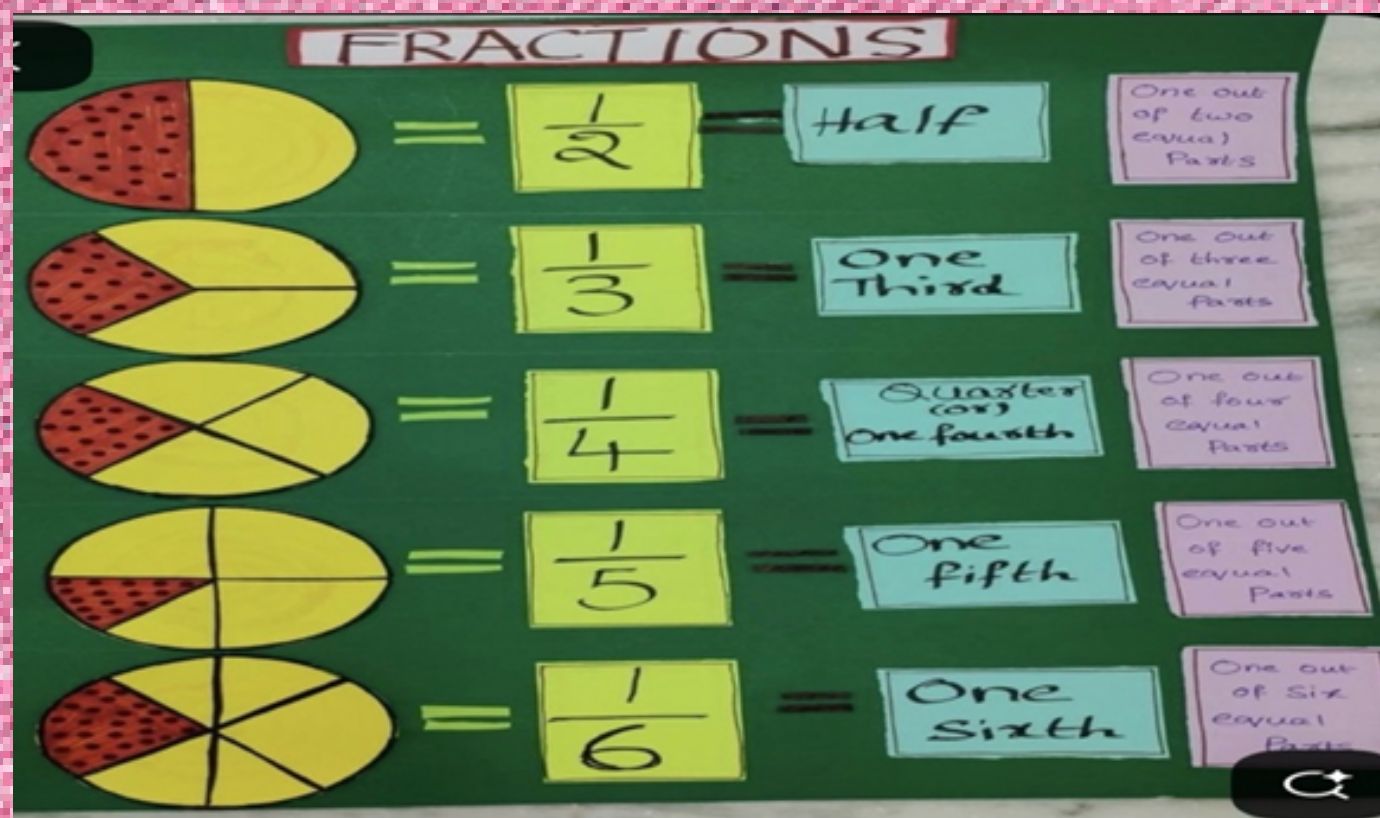 FRACTIONS
= 1/2 = Half
One out
of two
equal
Parts
= 1/3 = One
Third
One out
of three
equal
Parts
= 1/4 = Quarter
(or)
One fourth
One out
of four
equal
Parts
= 1/5 = One
fifth
One out
of five
equal
Parts
= 1/6 = One
Sixth
One out
of Six
equal
Parts